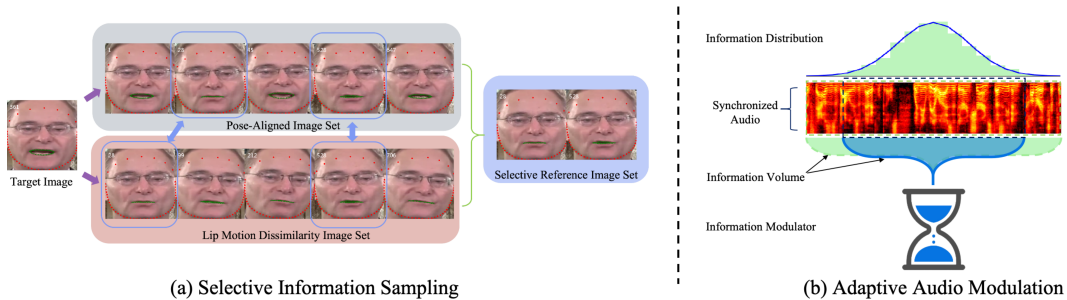 361
Target Image
Pose-Aligned Image Set
Lip Motion Dissimilarity Image Set
Selective Reference Image Set
(a) Selective Information Sampling
Information Distribution
Synchronized
Audio
Information Volume
Information Modulator
(b) Adaptive Audio Modulation